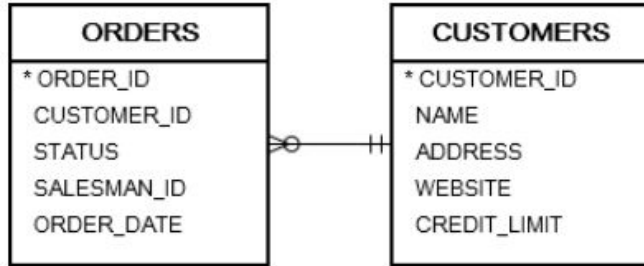 ORDERS
* ORDER_ID
CUSTOMER_ID
STATUS
SALESMAN_ID
ORDER_DATE
CUSTOMERS
* CUSTOMER_ID
NAME
ADDRESS
WEBSITE
CREDIT_LIMIT